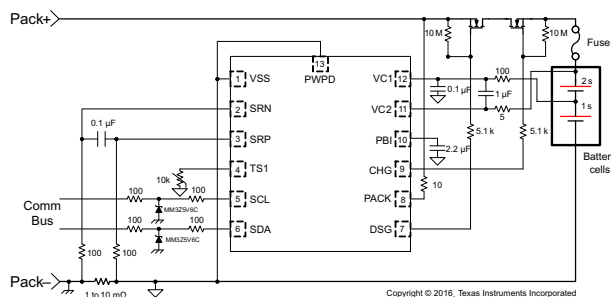 Pack+
10 M
10 M
Fuse
13
PWPD
1
VSS
VC1
12
100
2 s
0.1 µF
1 µF
2
SRN
VC2
11
5
1 s
0.1 µF
3
SRP
PBI
10
5.1 k
5.1 k
2.2 µF
Batter
cells
4
TS1
CHG
9
10k
10
Comm
Bus
100
100
5
SCL
PACK
8
MM3Z5V6C
100
100
6
SDA
DSG
7
MM3Z5V6C
100
100
Pack–
1 to 10 mΩ
Copyright © 2016, Texas Instruments Incorporated